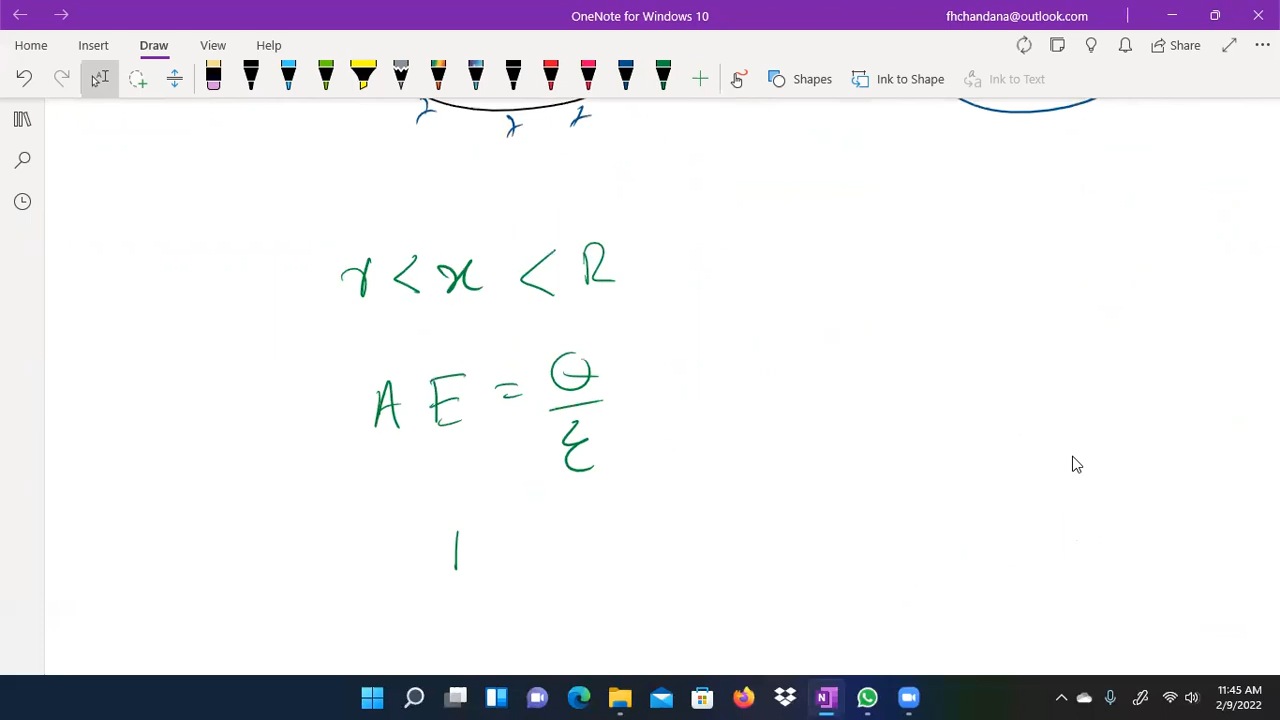 OneNote for Windows 10
fhchandana@outlook.com
Home Insert Draw View Help
Share
Shapes
Ink to Shape
Ink to Text
r < x < R
A E = Q / ε
11:45 AM
2/9/2022